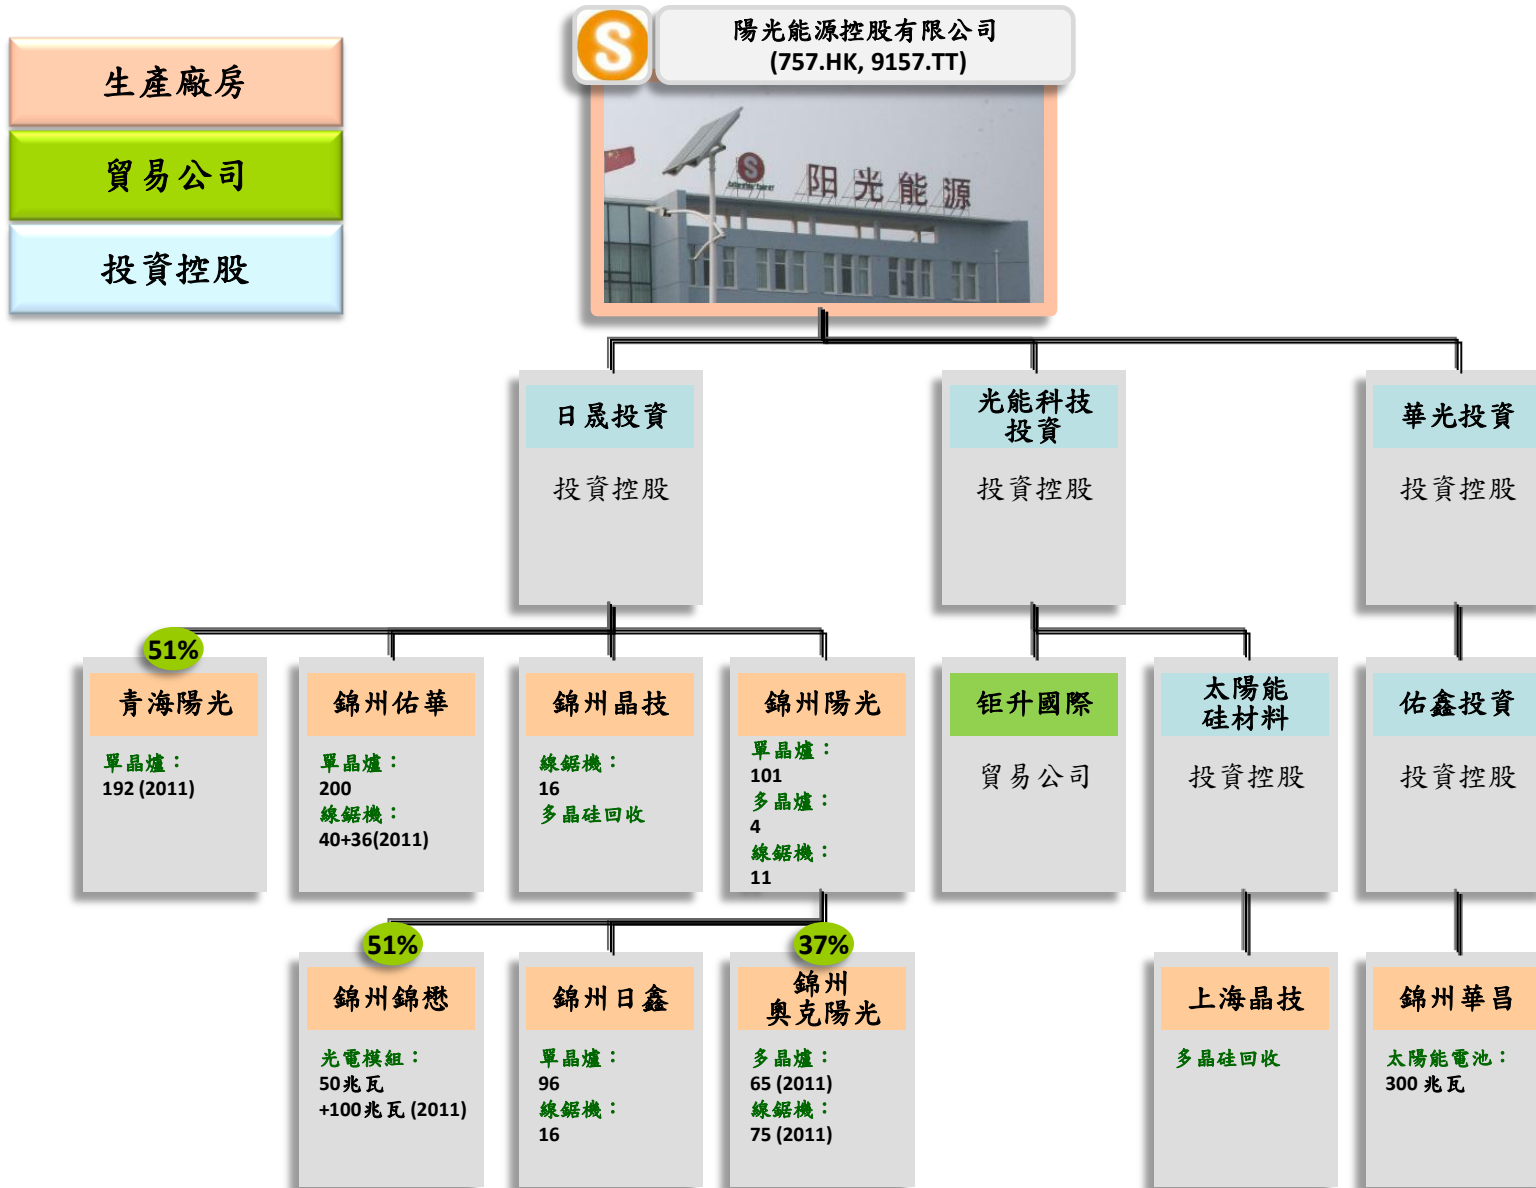 陽光能源控股有限公司
(757.HK, 9157.TT)
S
生產廠房
貿易公司
投資控股
S
阳光能源
日晟投資
投資控股
光能科技
投資
投資控股
華光投資
投資控股
51%
青海陽光
單晶爐：
192 (2011)
錦州佑華
單晶爐：
200
線鋸機：
40+36(2011)
錦州晶技
線鋸機：
16
多晶硅回收
錦州陽光
單晶爐：
101
多晶爐：
4
線鋸機：
11
钜升國際
貿易公司
太陽能
硅材料
投資控股
佑鑫投資
投資控股
51%
錦州錦懋
光電模組：
50兆瓦
+100兆瓦 (2011)
錦州日鑫
單晶爐：
96
線鋸機：
16
37%
錦州
奧克陽光
多晶爐：
65 (2011)
線鋸機：
75 (2011)
上海晶技
多晶硅回收
錦州華昌
太陽能電池：
300 兆瓦